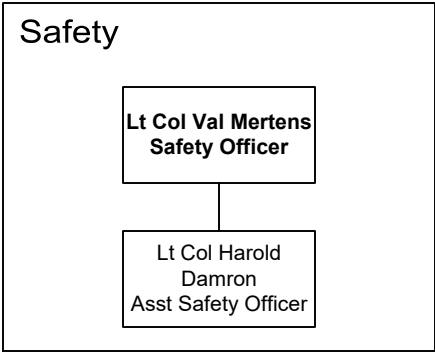 Safety
Lt Col Val Mertens
Safety Officer
Lt Col Harold
Damron
Asst Safety Officer